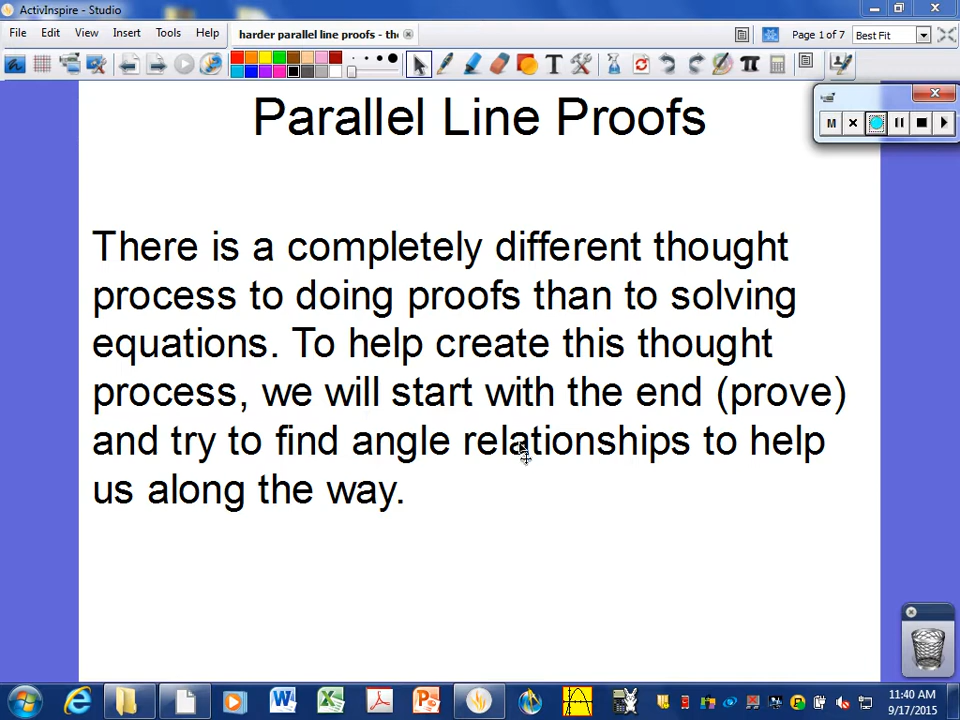 ActivInspire - Studio
File Edit View Insert Tools Help
harder parallel line proofs - the
Page 1 of 7
Best Fit
M
Parallel Line Proofs
There is a completely different thought
process to doing proofs than to solving
equations. To help create this thought
process, we will start with the end (prove)
and try to find angle relationships to help
us along the way.
11:40 AM
9/17/2015